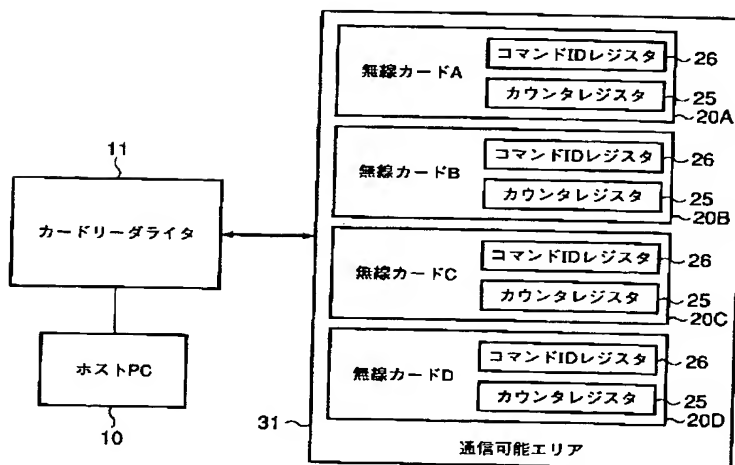 11
カードリーダライタ
ホストPC
10
無線カードA
コマンドIDレジスタ
26
カウンタレジスタ
25
20A
無線カードB
コマンドIDレジスタ
26
カウンタレジスタ
25
20B
無線カードC
コマンドIDレジスタ
26
カウンタレジスタ
25
20C
無線カードD
コマンドIDレジスタ
26
カウンタレジスタ
25
20D
31
通信可能エリア